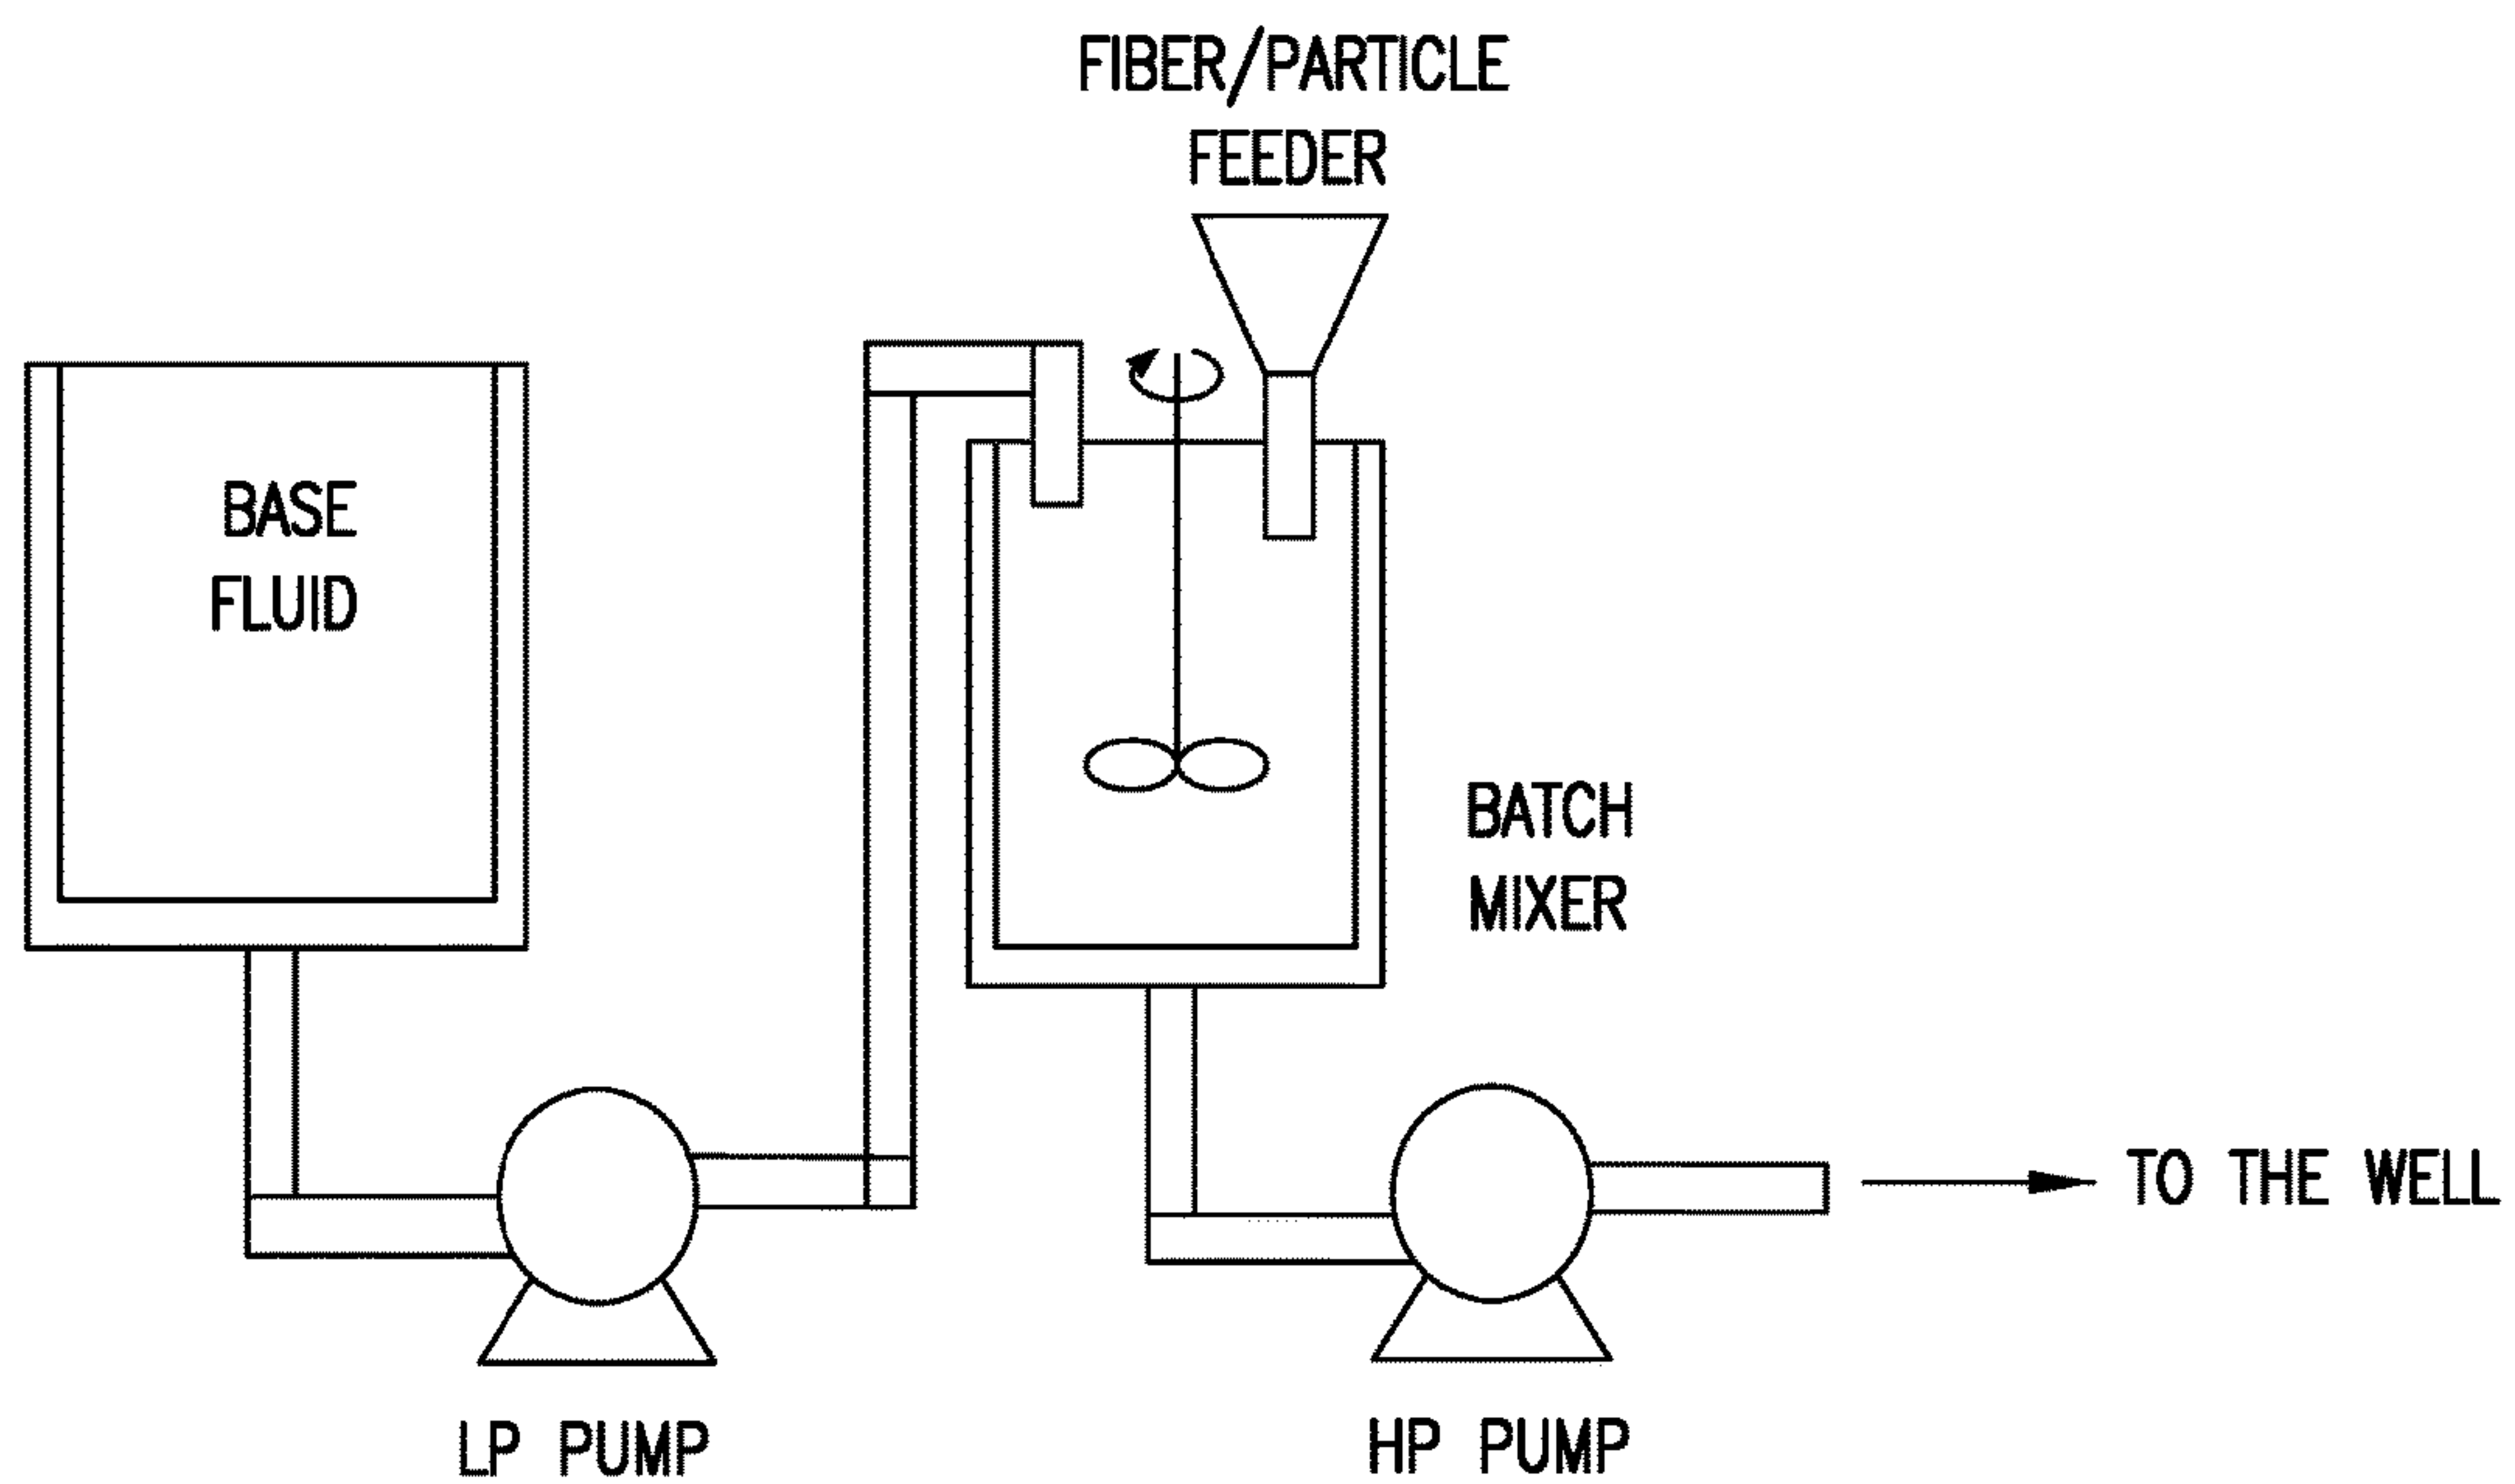 FIBER/PARTICLE
FEEDER
BASE
FLUID
BATCH
MIXER
TO THE WELL
LP PUMP
HP PUMP